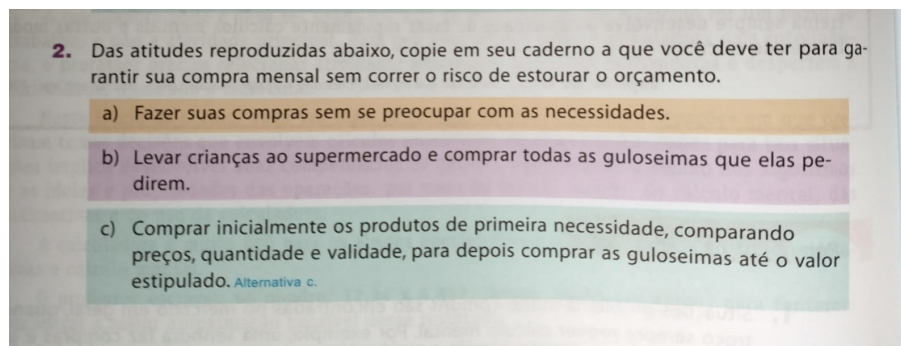 2. Das atitudes reproduzidas abaixo, copie em seu caderno a que você deve ter para ga-
rantir sua compra mensal sem correr o risco de estourar o orçamento.
a) Fazer suas compras sem se preocupar com as necessidades.
b) Levar crianças ao supermercado e comprar todas as guloseimas que elas pe-
direm.
c) Comprar inicialmente os produtos de primeira necessidade, comparando
preços, quantidade e validade, para depois comprar as guloseimas até o valor
estipulado. Alternativa c.